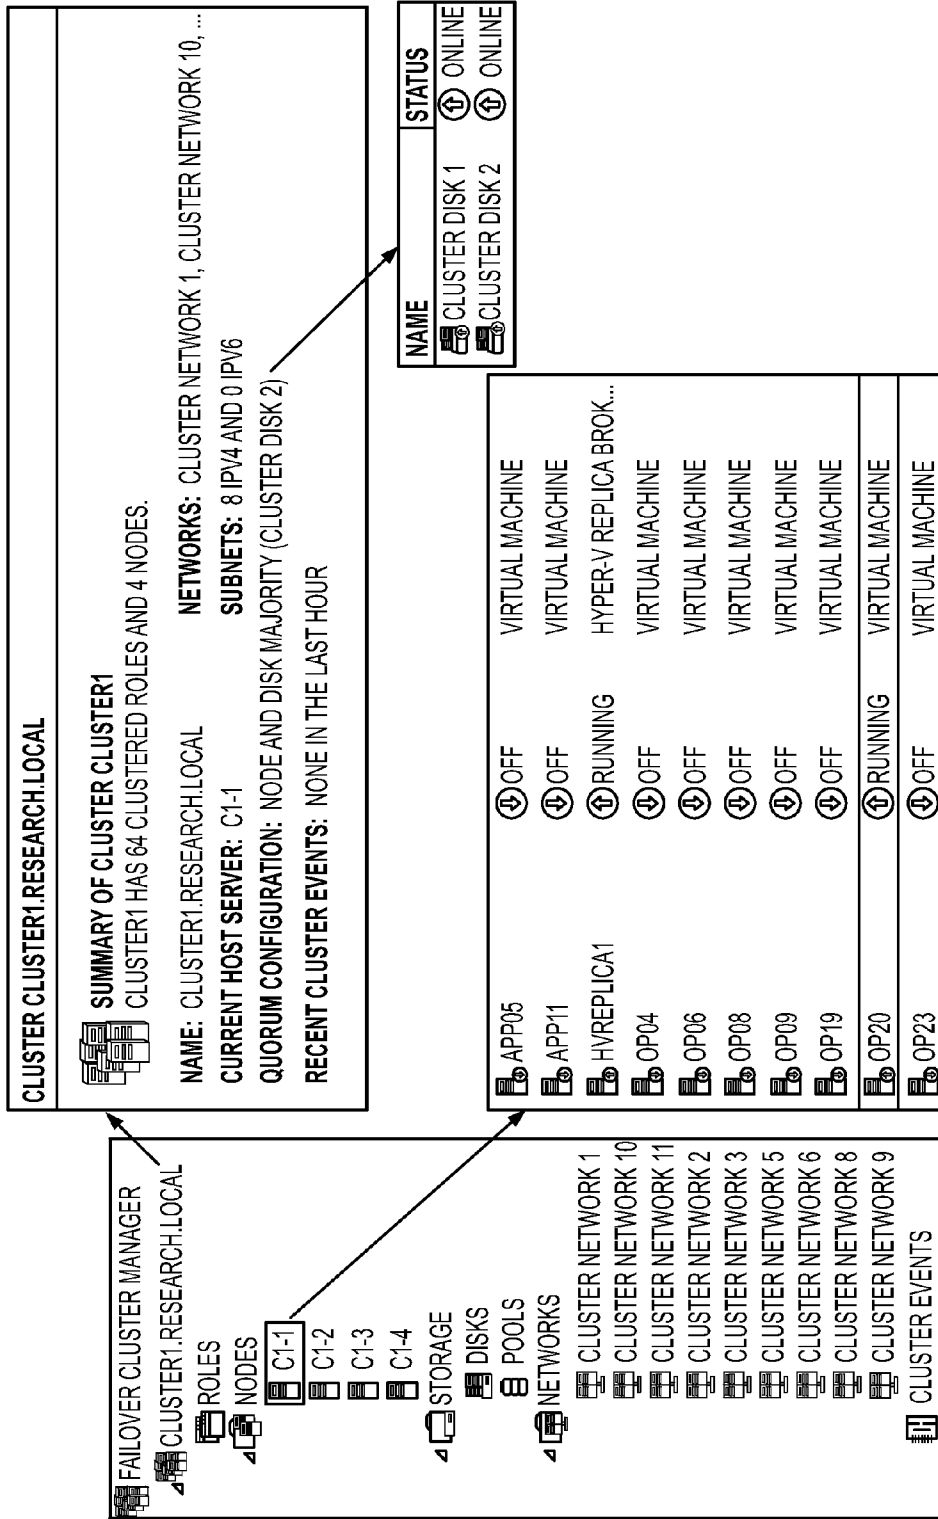 FAILOVER CLUSTER MANAGER
CLUSTER1.RESEARCH.LOCAL
ROLES
NODES
C1-1
C1-2
C1-3
C1-4
STORAGE
DISKS
POOLS
NETWORKS
CLUSTER NETWORK 1
CLUSTER NETWORK 10
CLUSTER NETWORK 11
CLUSTER NETWORK 2
CLUSTER NETWORK 3
CLUSTER NETWORK 5
CLUSTER NETWORK 6
CLUSTER NETWORK 8
CLUSTER NETWORK 9
CLUSTER EVENTS
CLUSTER CLUSTER1.RESEARCH.LOCAL
SUMMARY OF CLUSTER CLUSTER1
CLUSTER1 HAS 64 CLUSTERED ROLES AND 4 NODES.
NAME: CLUSTER1.RESEARCH.LOCAL NETWORKS: CLUSTER NETWORK 1, CLUSTER NETWORK 10, ...
CURRENT HOST SERVER: C1-1 SUBNETS: 8 IPV4 AND 0 IPV6
QUORUM CONFIGURATION: NODE AND DISK MAJORITY (CLUSTER DISK 2)
RECENT CLUSTER EVENTS: NONE IN THE LAST HOUR
NAME STATUS
CLUSTER DISK 1 ONLINE
CLUSTER DISK 2 ONLINE
APP05 OFF VIRTUAL MACHINE
APP11 OFF VIRTUAL MACHINE
HVREPLICA1 RUNNING HYPER-V REPLICA BROK...
OP04 OFF VIRTUAL MACHINE
OP06 OFF VIRTUAL MACHINE
OP08 OFF VIRTUAL MACHINE
OP09 OFF VIRTUAL MACHINE
OP19 OFF VIRTUAL MACHINE
OP20 RUNNING VIRTUAL MACHINE
OP23 OFF VIRTUAL MACHINE